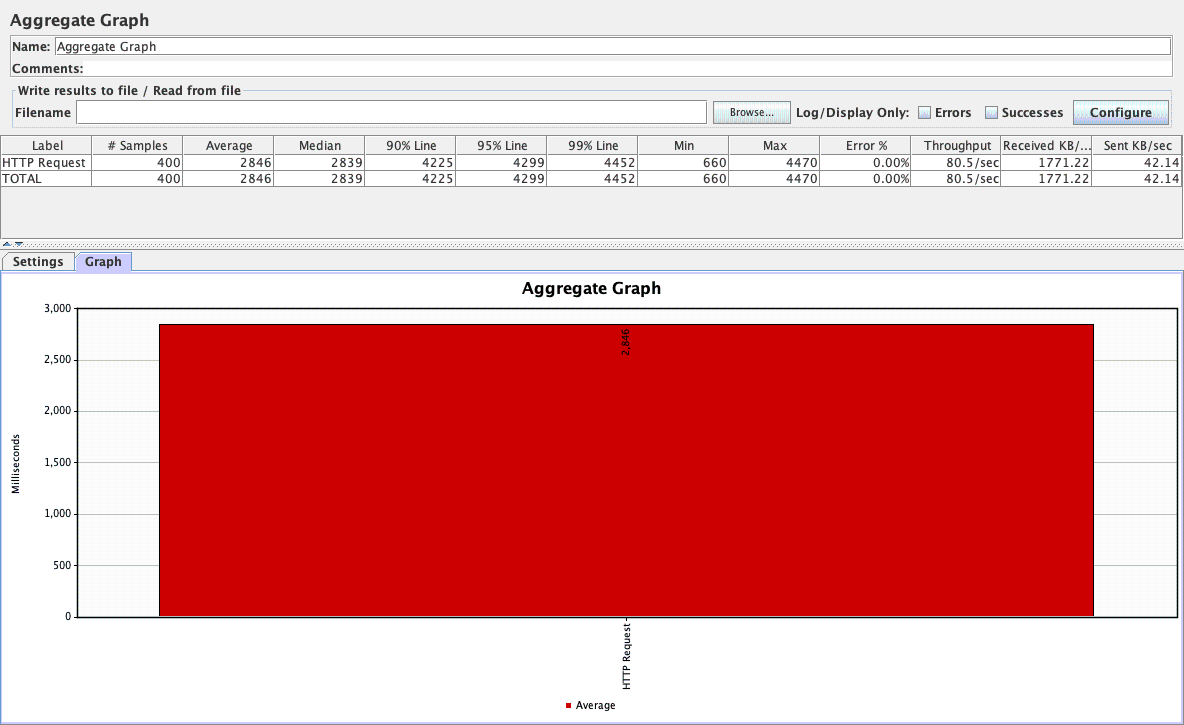 Aggregate Graph
Name: Aggregate Graph
Comments:
Write results to file / Read from file
Filename Browse... Log/Display Only: Errors Successes Configure
Label # Samples Average Median 90% Line 95% Line 99% Line Min Max Error % Throughput Received KB/... Sent KB/sec
HTTP Request 400 2846 2839 4225 4299 4452 660 4470 0.00% 80.5/sec 1771.22 42.14
TOTAL 400 2846 2839 4225 4299 4452 660 4470 0.00% 80.5/sec 1771.22 42.14
Settings Graph
Aggregate Graph
3,000
2,846
2,500
2,000
1,500
Milliseconds
1,000
500
0
HTTP Request
Average